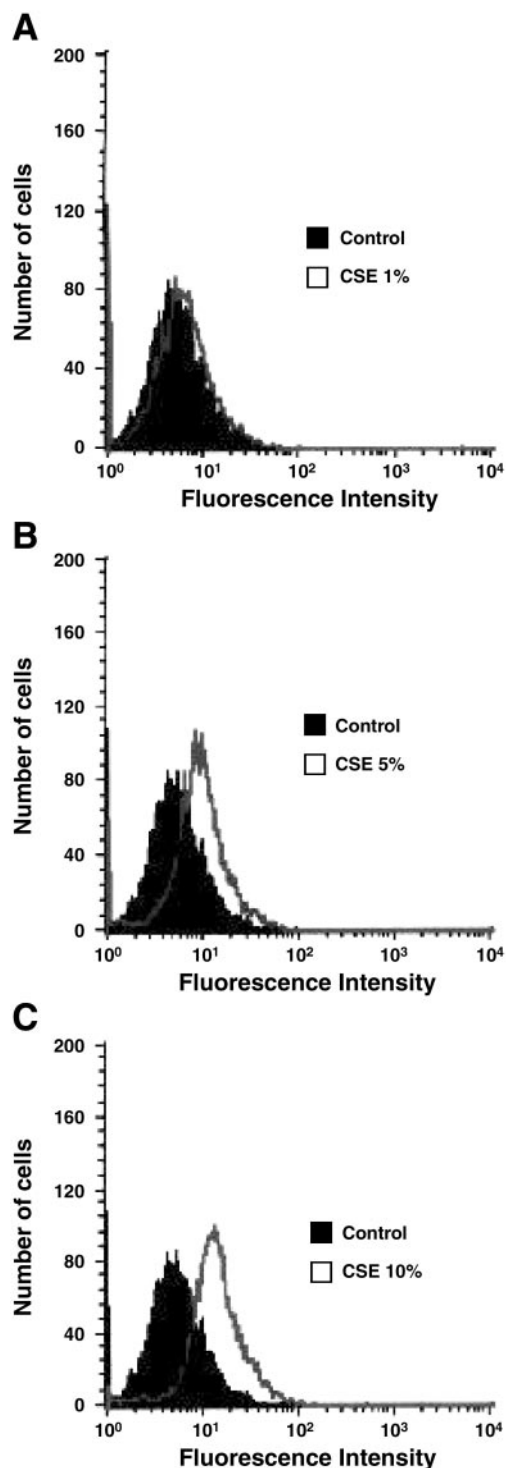 A
200
160
120
80
40
0
Number of cells
Control
CSE 1%
10⁰ 10¹ 10² 10³ 10⁴
Fluorescence Intensity
B
200
160
120
80
40
0
Number of cells
Control
CSE 5%
10⁰ 10¹ 10² 10³ 10⁴
Fluorescence Intensity
C
200
160
120
80
40
0
Number of cells
Control
CSE 10%
10⁰ 10¹ 10² 10³ 10⁴
Fluorescence Intensity